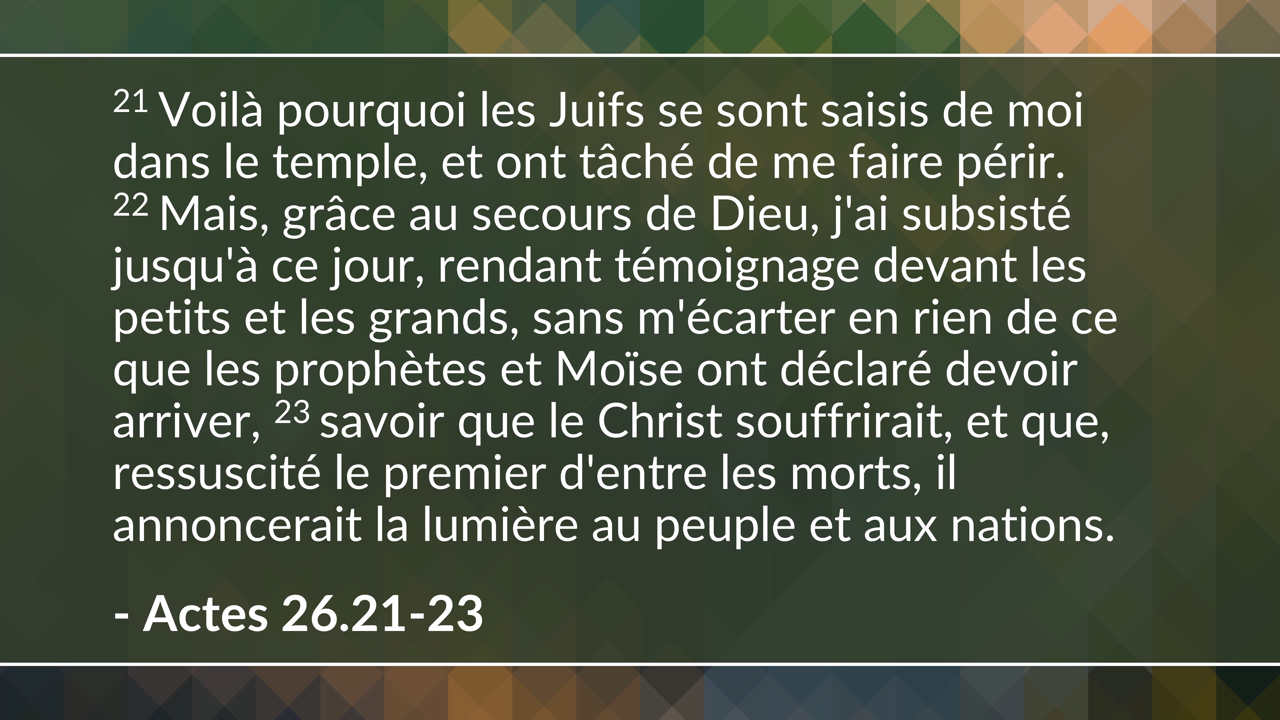 21 Voilà pourquoi les Juifs se sont saisis de moi
dans le temple, et ont tâché de me faire périr.
22 Mais, grâce au secours de Dieu, j'ai subsisté
jusqu'à ce jour, rendant témoignage devant les
petits et les grands, sans m'écarter en rien de ce
que les prophètes et Moïse ont déclaré devoir
arriver, 23 savoir que le Christ souffrirait, et que,
ressuscité le premier d'entre les morts, il
annoncerait la lumière au peuple et aux nations.
- Actes 26.21-23